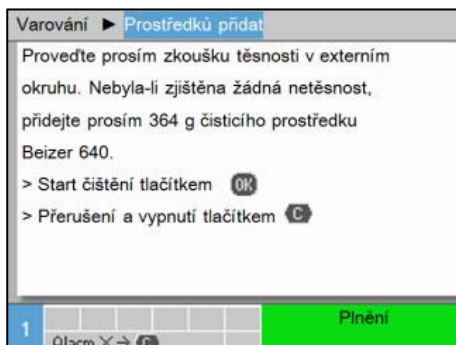 Varování ► Prostředků přidat
Proveďte prosím zkoušku těsnosti v externím
okruhu. Nebyla-li zjištěna žádná netěsnost,
přidejte prosím 364 g čisticího prostředku
Beizer 640.
> Start čištění tlačítkem OK
> Přerušení a vypnutí tlačítkem C
1
Plnění
Alarm X → C